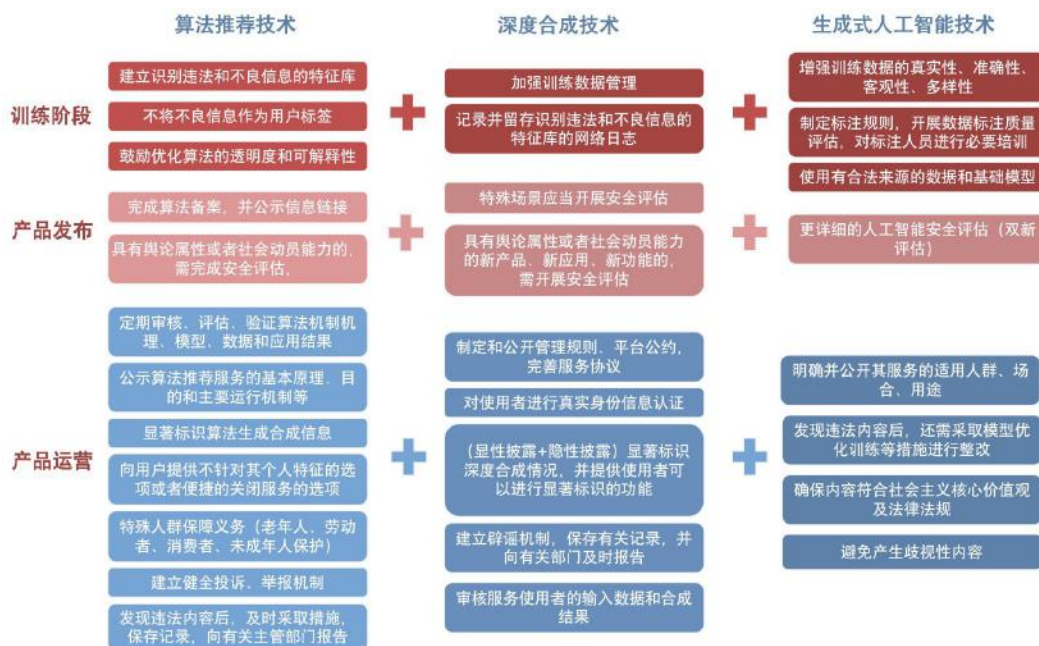 算法推荐技术
深度合成技术
生成式人工智能技术
训练阶段
建立识别违法和不良信息的特征库
不将不良信息作为用户标签
鼓励优化算法的透明度和可解释性
加强训练数据管理
记录并留存识别违法和不良信息的
特征库的网络日志
增强训练数据的真实性、准确性、
客观性、多样性
制定标注规则，开展数据标注质量
评估，对标注人员进行必要培训
使用有合法来源的数据和基础模型
产品发布
完成算法备案，并公示信息链接
具有舆论属性或者社会动员能力的，
需完成安全评估，
特殊场景应当开展安全评估
具有舆论属性或者社会动员能力
的新产品、新应用、新功能的，
需开展安全评估
更详细的人工智能安全评估（双新
评估）
产品运营
定期审核、评估、验证算法机制机
理、模型、数据和应用结果
公示算法推荐服务的基本原理、目
的和主要运行机制等
显著标识算法生成合成信息
向用户提供不针对其个人特征的选
项或者便捷的关闭服务的选项
特殊人群保障义务（老年人、劳动
者、消费者、未成年人保护）
建立健全投诉、举报机制
发现违法内容后，及时采取措施，
保存记录，向有关主管部门报告
制定和公开管理规则、平台公约，
完善服务协议
对使用者进行真实身份信息认证
（显性披露+隐性披露）显著标识
深度合成情况，并提供使用者可
以进行显著标识的功能
建立辟谣机制，保存有关记录，并
向有关部门及时报告
审核服务使用者的输入数据和合成
结果
明确并公开其服务的适用人群、场
合、用途
发现违法内容后，还需采取模型优
化训练等措施进行整改
确保内容符合社会主义核心价值观
及法律法规
避免产生歧视性内容